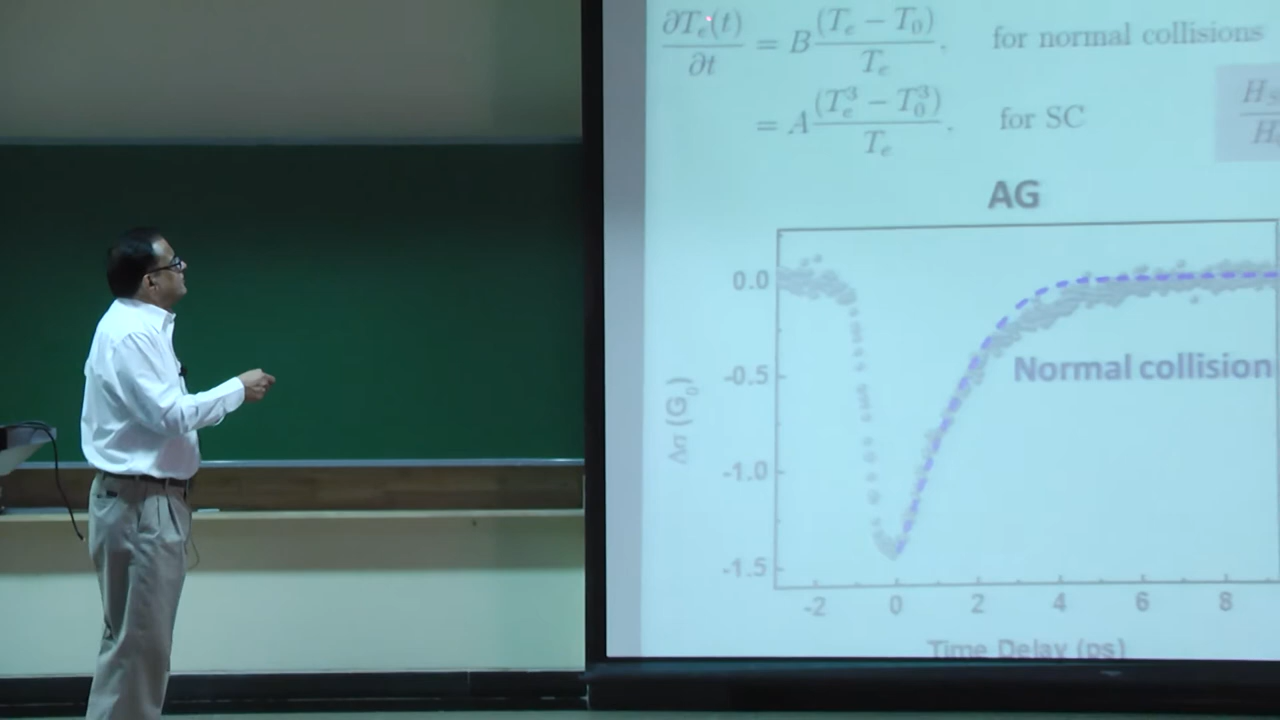 ∂Tₑ(t)/∂t = B (Tₑ − T₀)/Tₑ, for normal collisions
= A (Tₑ³ − T₀³)/Tₑ. for SC
AG
0.0
-0.5
-1.0
-1.5
Δσ (G₀)
Normal collision
-2 0 2 4 6 8
Time Delay (ps)